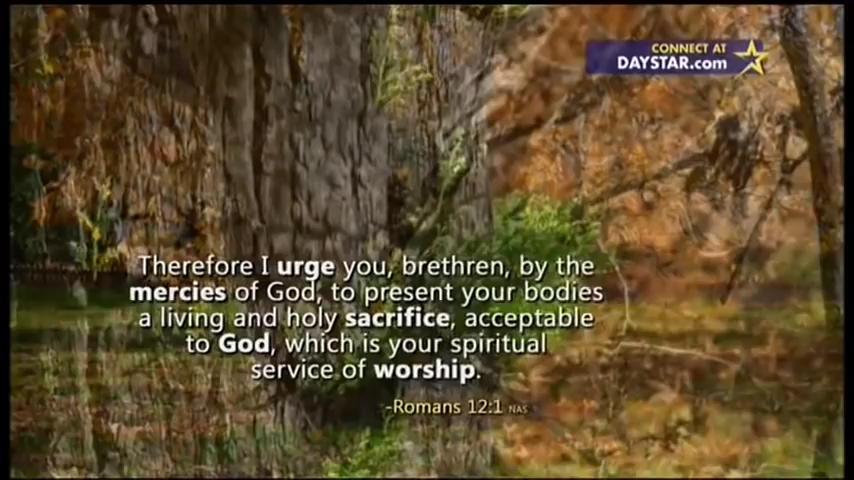 CONNECT AT
DAYSTAR.com
Therefore I urge you, brethren, by the
mercies of God, to present your bodies
a living and holy sacrifice, acceptable
to God, which is your spiritual
service of worship.
-Romans 12:1 NAS